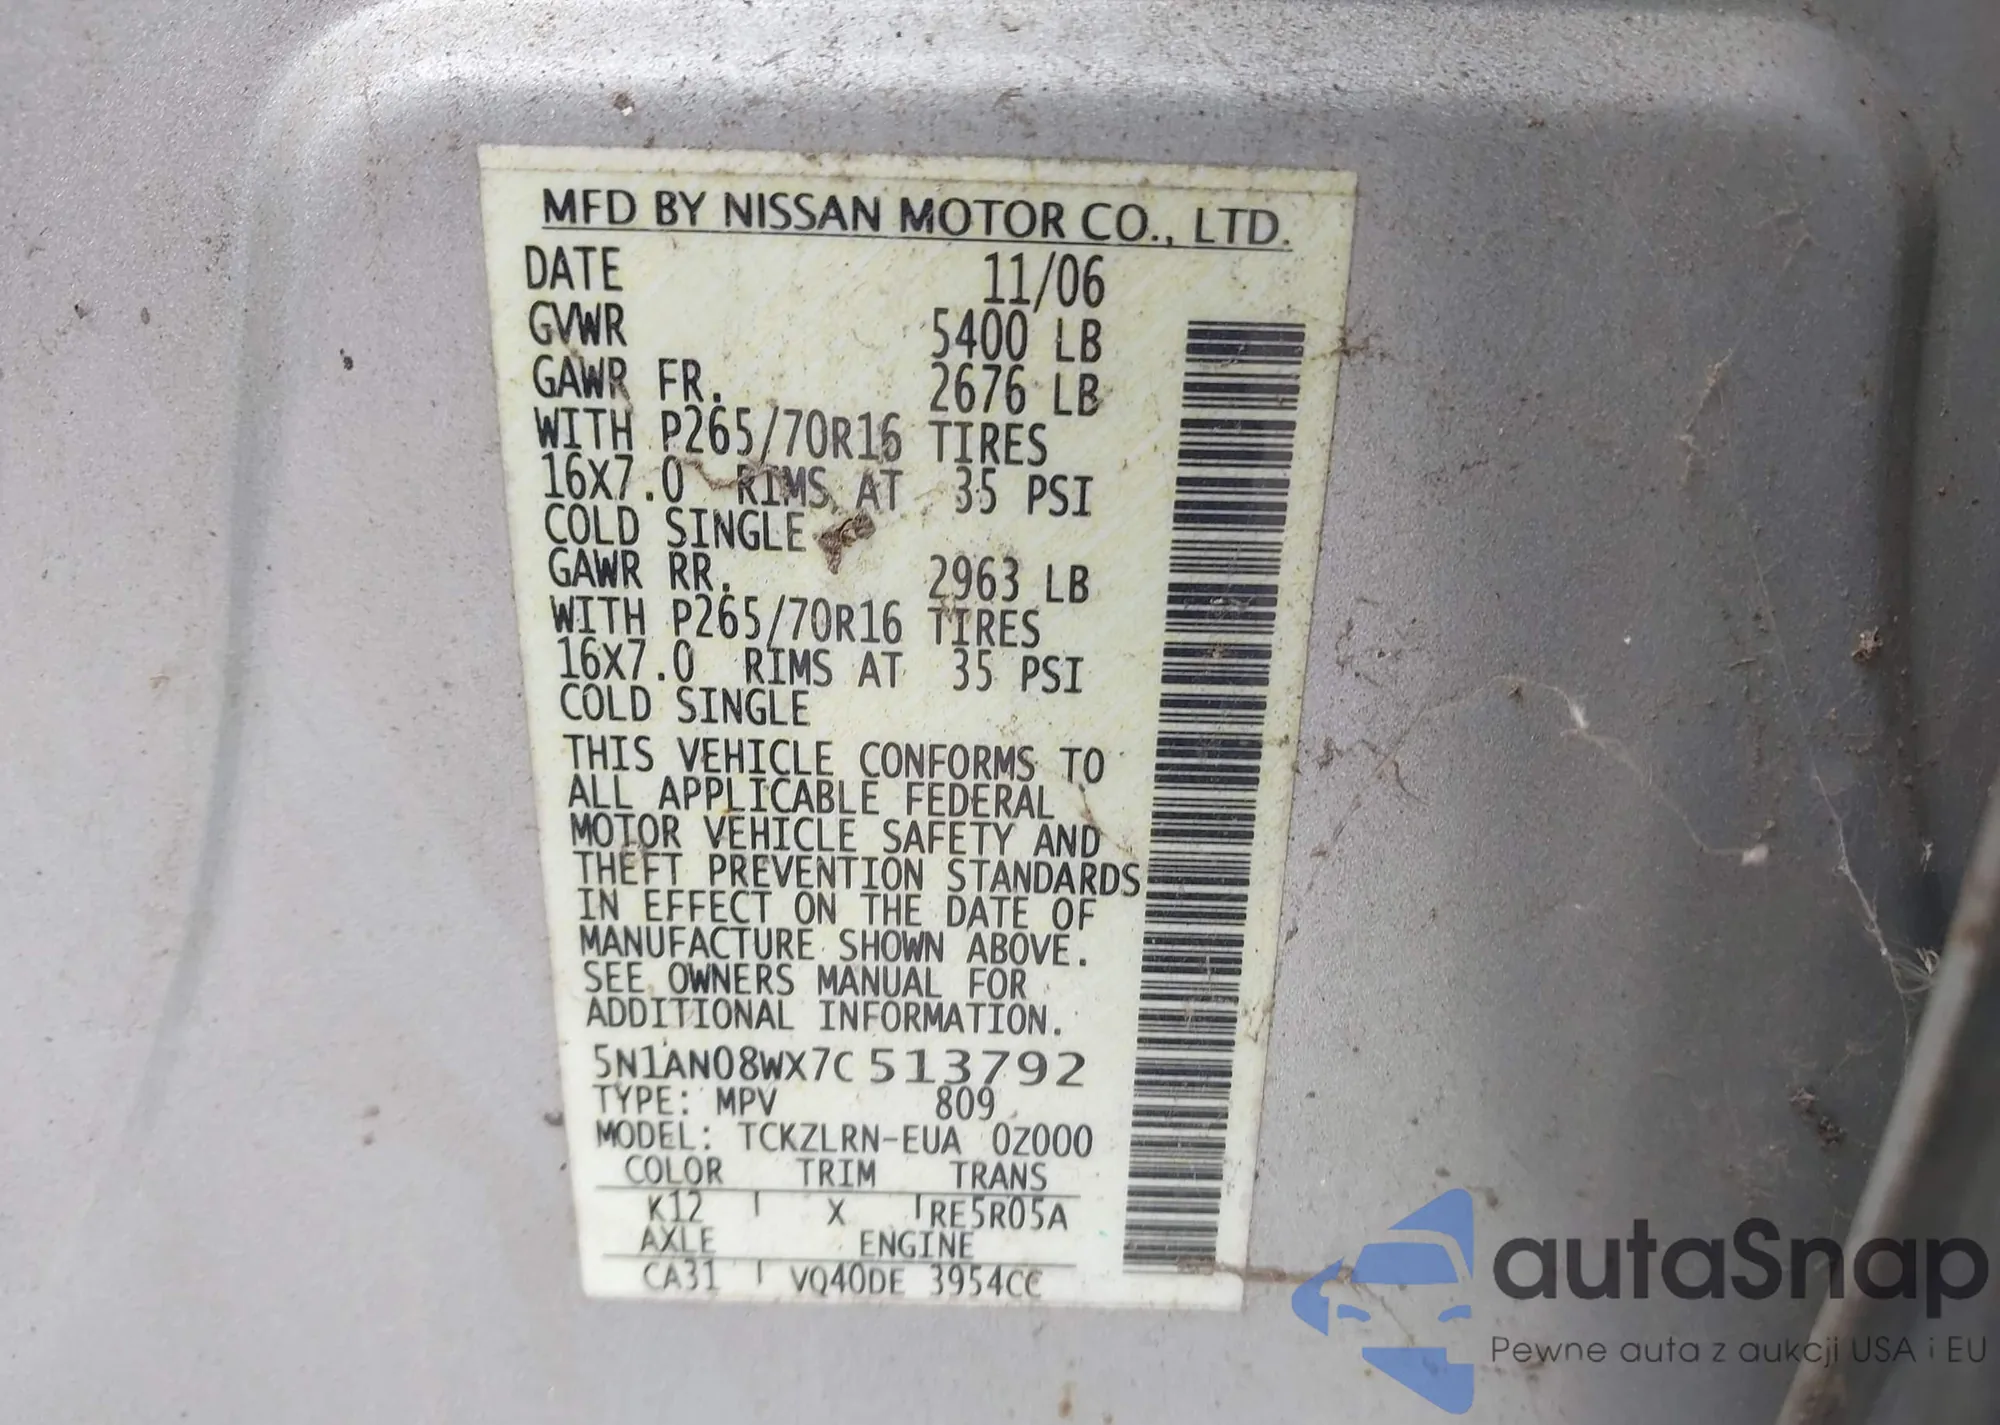 MFD BY NISSAN MOTOR CO., LTD.
DATE 11/06
GVWR 5400 LB
GAWR FR. 2676 LB
WITH P265/70R16 TIRES
16X7.0 RIMS AT 35 PSI
COLD SINGLE
GAWR RR. 2963 LB
WITH P265/70R16 TIRES
16X7.0 RIMS AT 35 PSI
COLD SINGLE
THIS VEHICLE CONFORMS TO
ALL APPLICABLE FEDERAL
MOTOR VEHICLE SAFETY AND
THEFT PREVENTION STANDARDS
IN EFFECT ON THE DATE OF
MANUFACTURE SHOWN ABOVE.
SEE OWNERS MANUAL FOR
ADDITIONAL INFORMATION.
5N1AN08WX7C513792
TYPE: MPV 809
MODEL: TCKZLRN-EUA 0Z000
COLOR TRIM TRANS
K12 X RE5R05A
AXLE ENGINE
CA31 VQ40DE 3954CC
autaSnap
Pewne auta z aukcji USA i EU